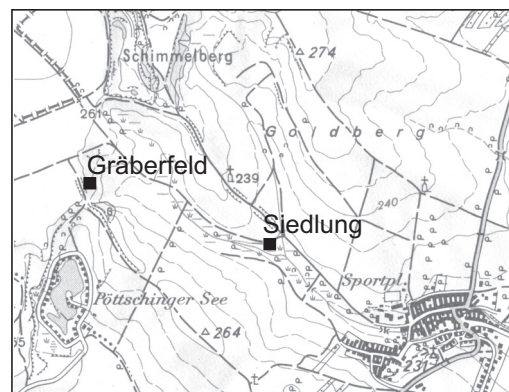 274
Schimmelberg
261
Goldberg
Gräberfeld
239
240
Siedlung
Sportpl.
Pöttschinger See
264
231